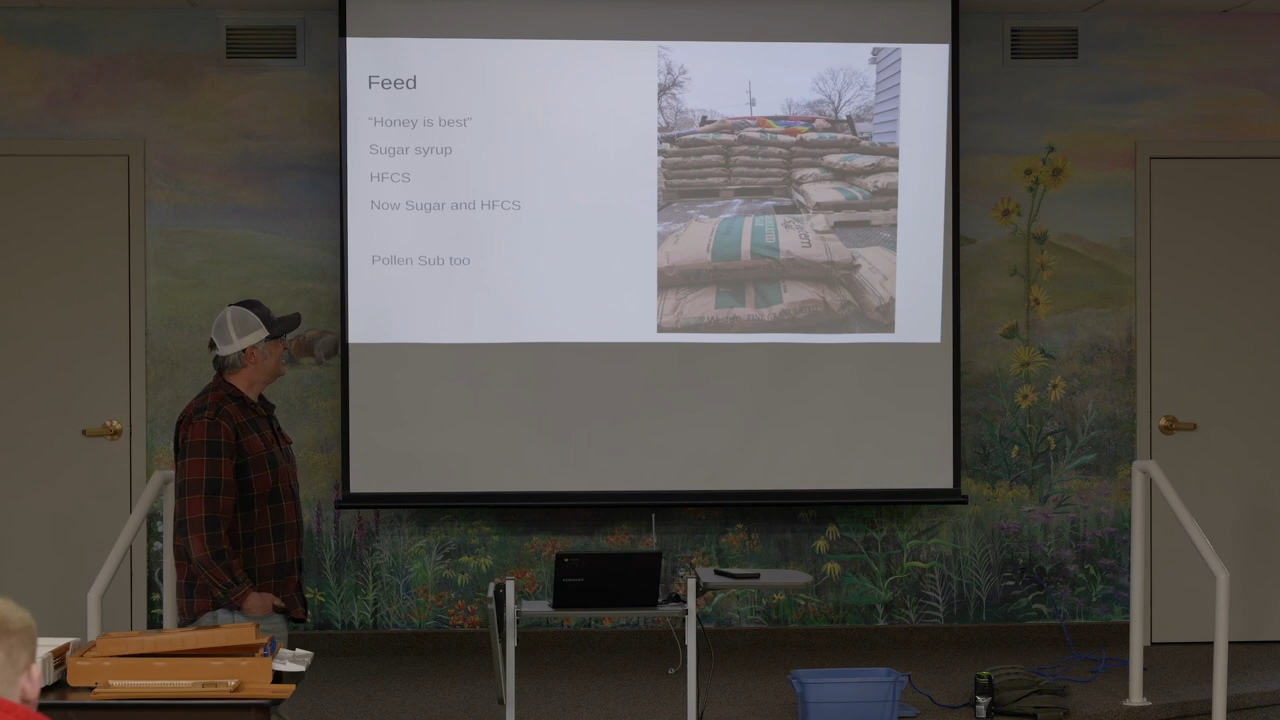 Feed
“Honey is best”
Sugar syrup
HFCS
Now Sugar and HFCS
Pollen Sub too